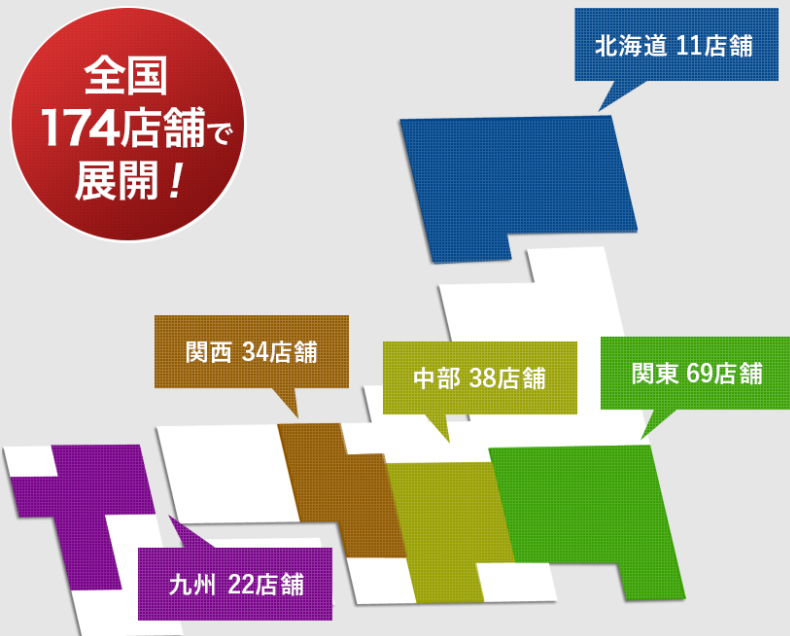 全国
174店舗で
展開！
北海道 11店舗
関西 34店舗
中部 38店舗
関東 69店舗
九州 22店舗